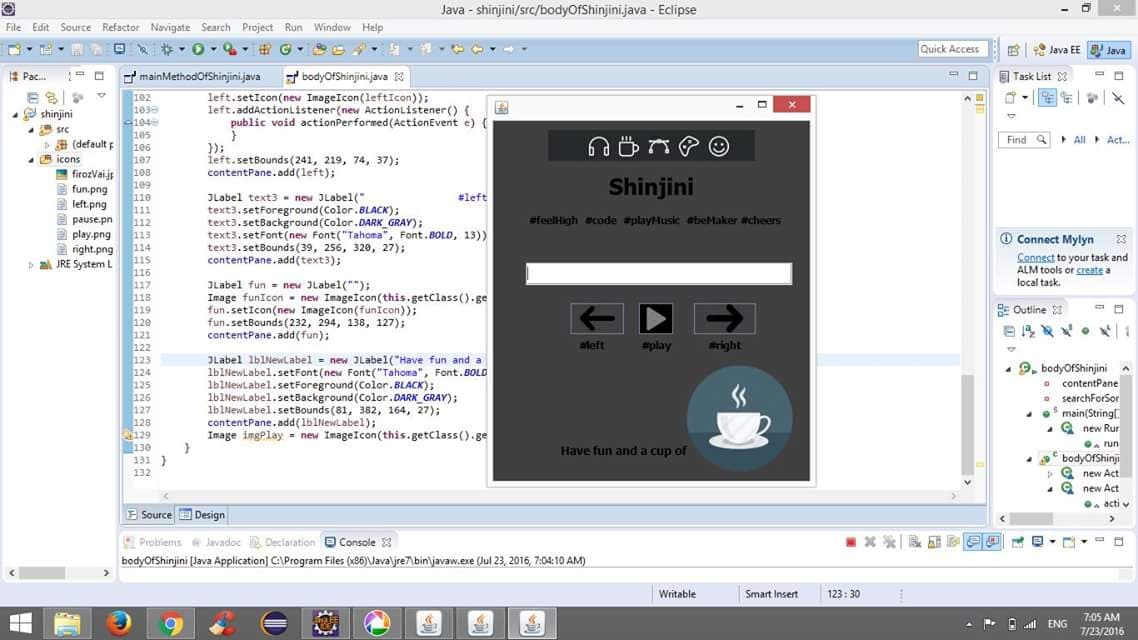 Java - shinjini/src/bodyOfShinjini.java - Eclipse
File Edit Source Refactor Navigate Search Project Run Window Help
Quick Access
Java EE
Java
Pac...
mainMethodOfShinjini.java
bodyOfShinjini.java
Task List
shinjini
src
(default p
icons
firozVai.jp
fun.png
left.png
pause.pn
play.png
right.png
JRE System L
102 left.setIcon(new ImageIcon(leftIcon));
103 left.addActionListener(new ActionListener() {
104 public void actionPerformed(ActionEvent e) {
105 }
106 });
107 left.setBounds(241, 219, 74, 37);
108 contentPane.add(left);
109
110 JLabel text3 = new JLabel(" #left
111 text3.setForeground(Color.BLACK);
112 text3.setBackground(Color.DARK_GRAY);
113 text3.setFont(new Font("Tahoma", Font.BOLD, 13))
114 text3.setBounds(39, 256, 320, 27);
115 contentPane.add(text3);
116
117 JLabel fun = new JLabel("");
118 Image funIcon = new ImageIcon(this.getClass().ge
119 fun.setIcon(new ImageIcon(funIcon));
120 fun.setBounds(232, 294, 138, 127);
121 contentPane.add(fun);
122
123 JLabel lblNewLabel = new JLabel("Have fun and a
124 lblNewLabel.setFont(new Font("Tahoma", Font.BOLD
125 lblNewLabel.setForeground(Color.BLACK);
126 lblNewLabel.setBackground(Color.DARK_GRAY);
127 lblNewLabel.setBounds(81, 382, 164, 27);
128 contentPane.add(lblNewLabel);
129 Image imgPlay = new ImageIcon(this.getClass().ge
130 }
131 }
132
Shinjini
#feelHigh #code #playMusic #beMaker #cheers
#left #play #right
Have fun and a cup of
Find All Act...
Connect Mylyn
Connect to your task and
ALM tools or create a
local task.
Outline
bodyOfShinjini
contentPane
searchForSor
main(String[]
new Run
run
bodyOfShinji
new Act
new Act
acti
Source Design
Problems Javadoc Declaration Console
bodyOfShinjini [Java Application] C:\Program Files (x86)\Java\jre7\bin\javaw.exe (Jul 23, 2016, 7:04:10 AM)
Writable Smart Insert 123 : 30
ENG
7:05 AM
7/23/2016